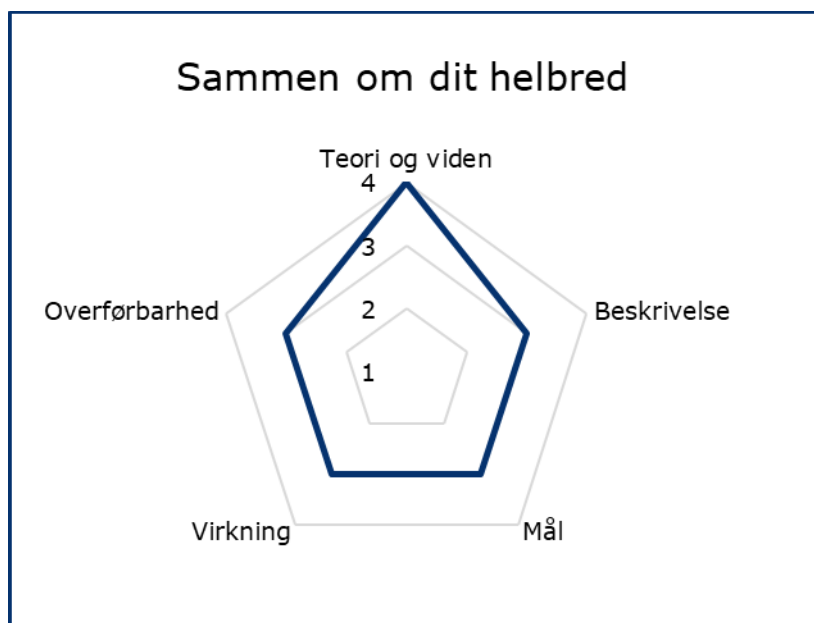 Sammen om dit helbred
Teori og viden
4
3
Overførbarhed
Beskrivelse
2
1
Virkning
Mål